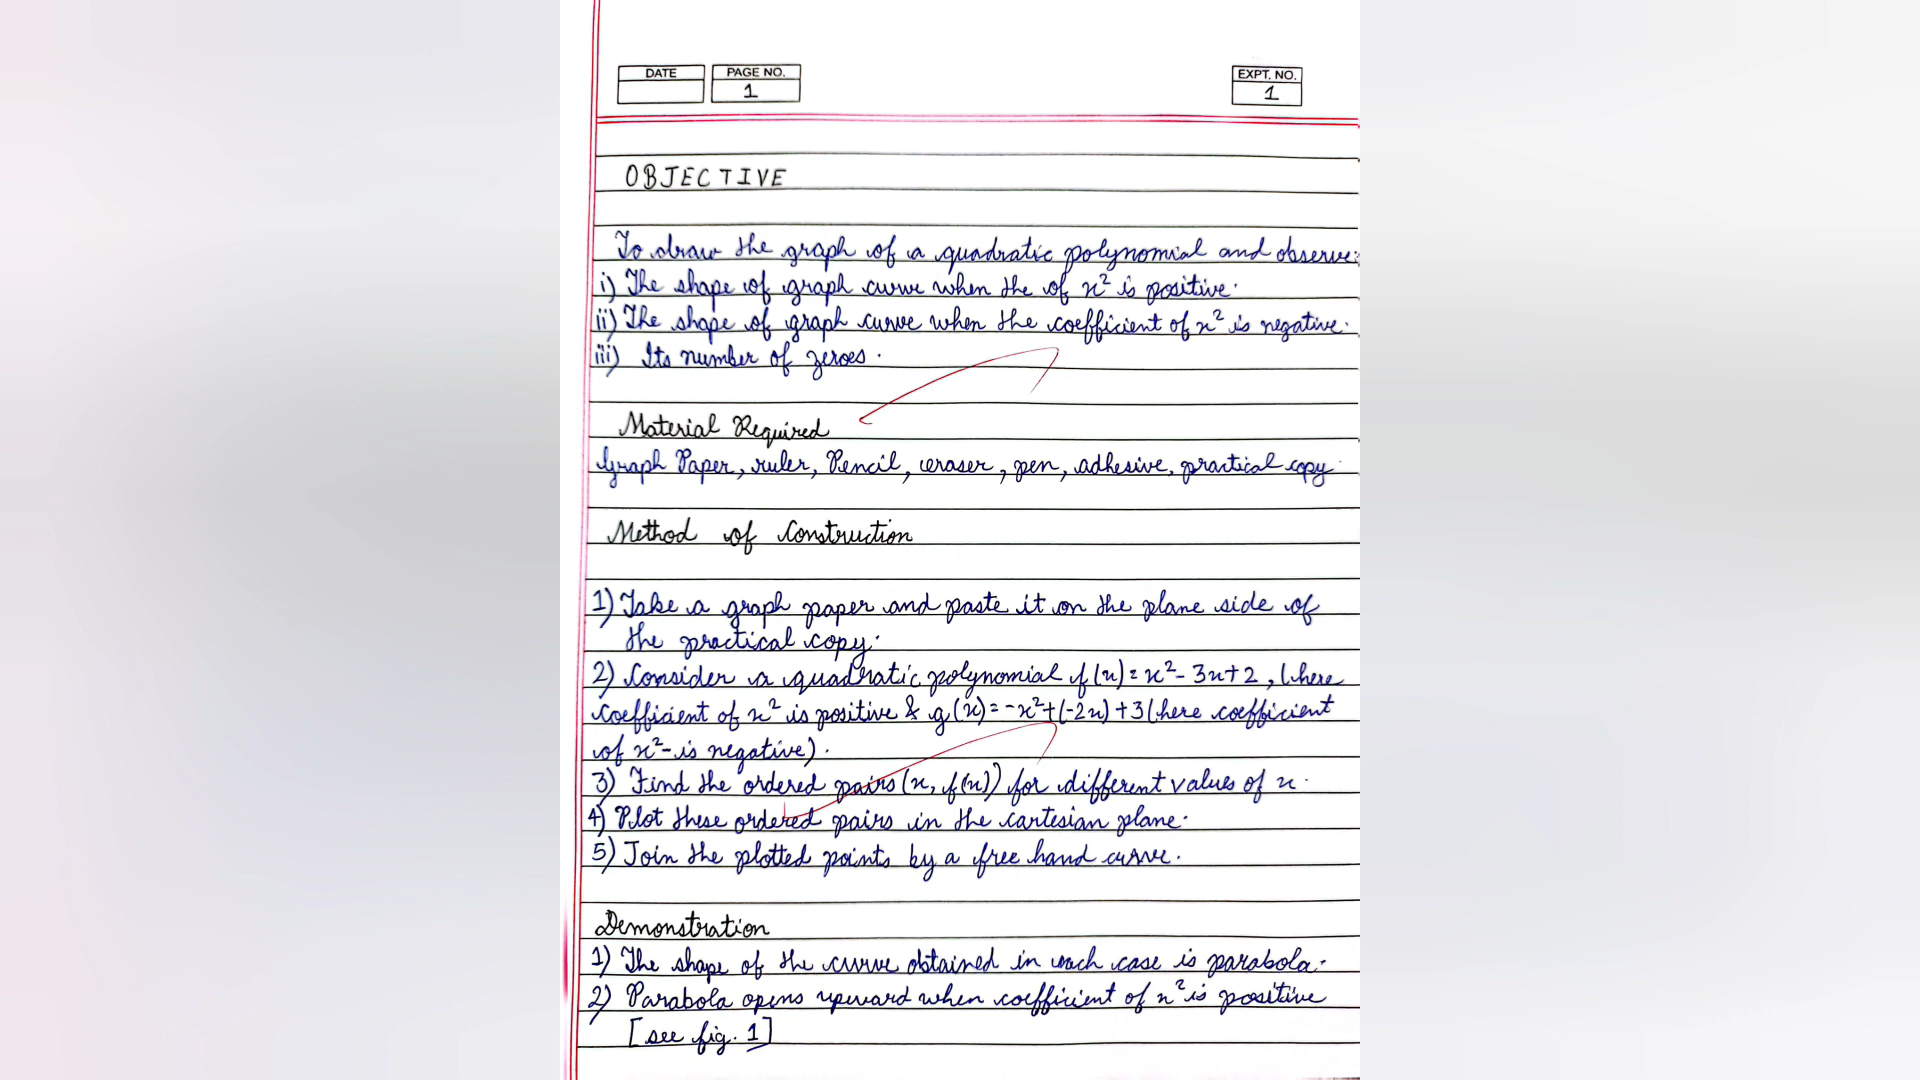 DATE
PAGE NO.
1
EXPT. NO.
1
OBJECTIVE
To draw the graph of a quadratic polynomial and observe:
i) The shape of graph curve when the of x² is positive.
ii) The shape of graph curve when the coefficient of x² is negative.
iii) Its number of zeroes.
Material Required
Graph Paper, ruler, Pencil, eraser, pen, adhesive, practical copy.
Method of Construction
1) Take a graph paper and paste it on the plane side of
the practical copy.
2) Consider a quadratic polynomial f(x) = x² - 3x + 2, (here
coefficient of x² is positive & g(x) = -x² + (-2x) + 3 (here coefficient
of x² - is negative).
3) Find the ordered pairs (x, f(x)) for different values of x.
4) Plot these ordered pairs in the cartesian plane.
5) Join the plotted points by a free hand curve.
Demonstration
1) The shape of the curve obtained in each case is parabola.
2) Parabola opens upward when coefficient of x² is positive
[see fig. 1]